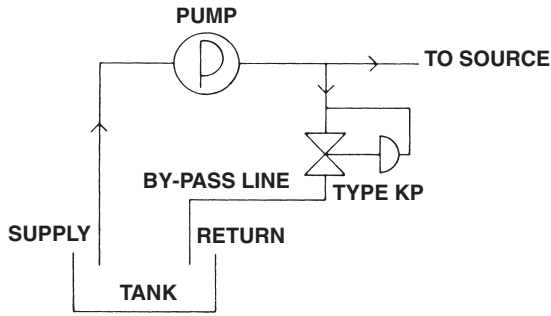 PUMP
TO SOURCE
BY-PASS LINE
TYPE KP
SUPPLY
RETURN
TANK